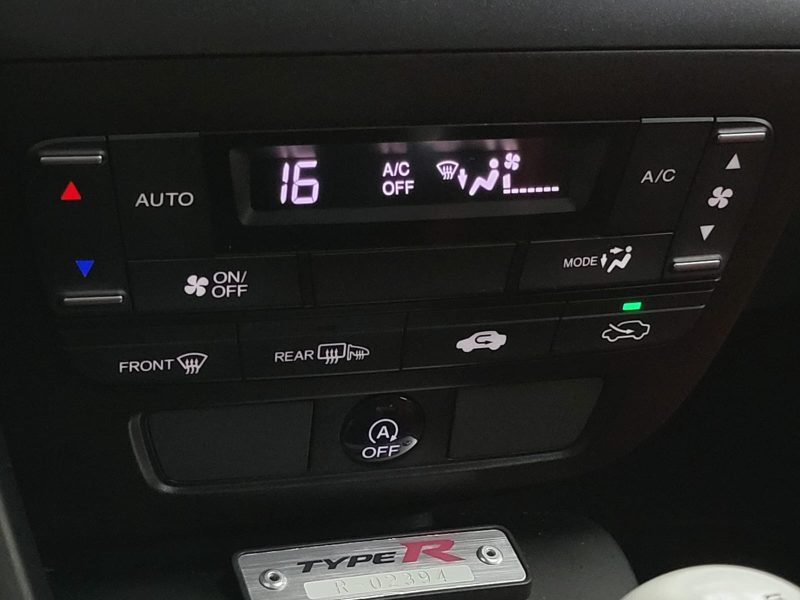 16
A/C
OFF
AUTO
A/C
ON/
OFF
MODE
FRONT
REAR
A
OFF
TYPE R
R 02394